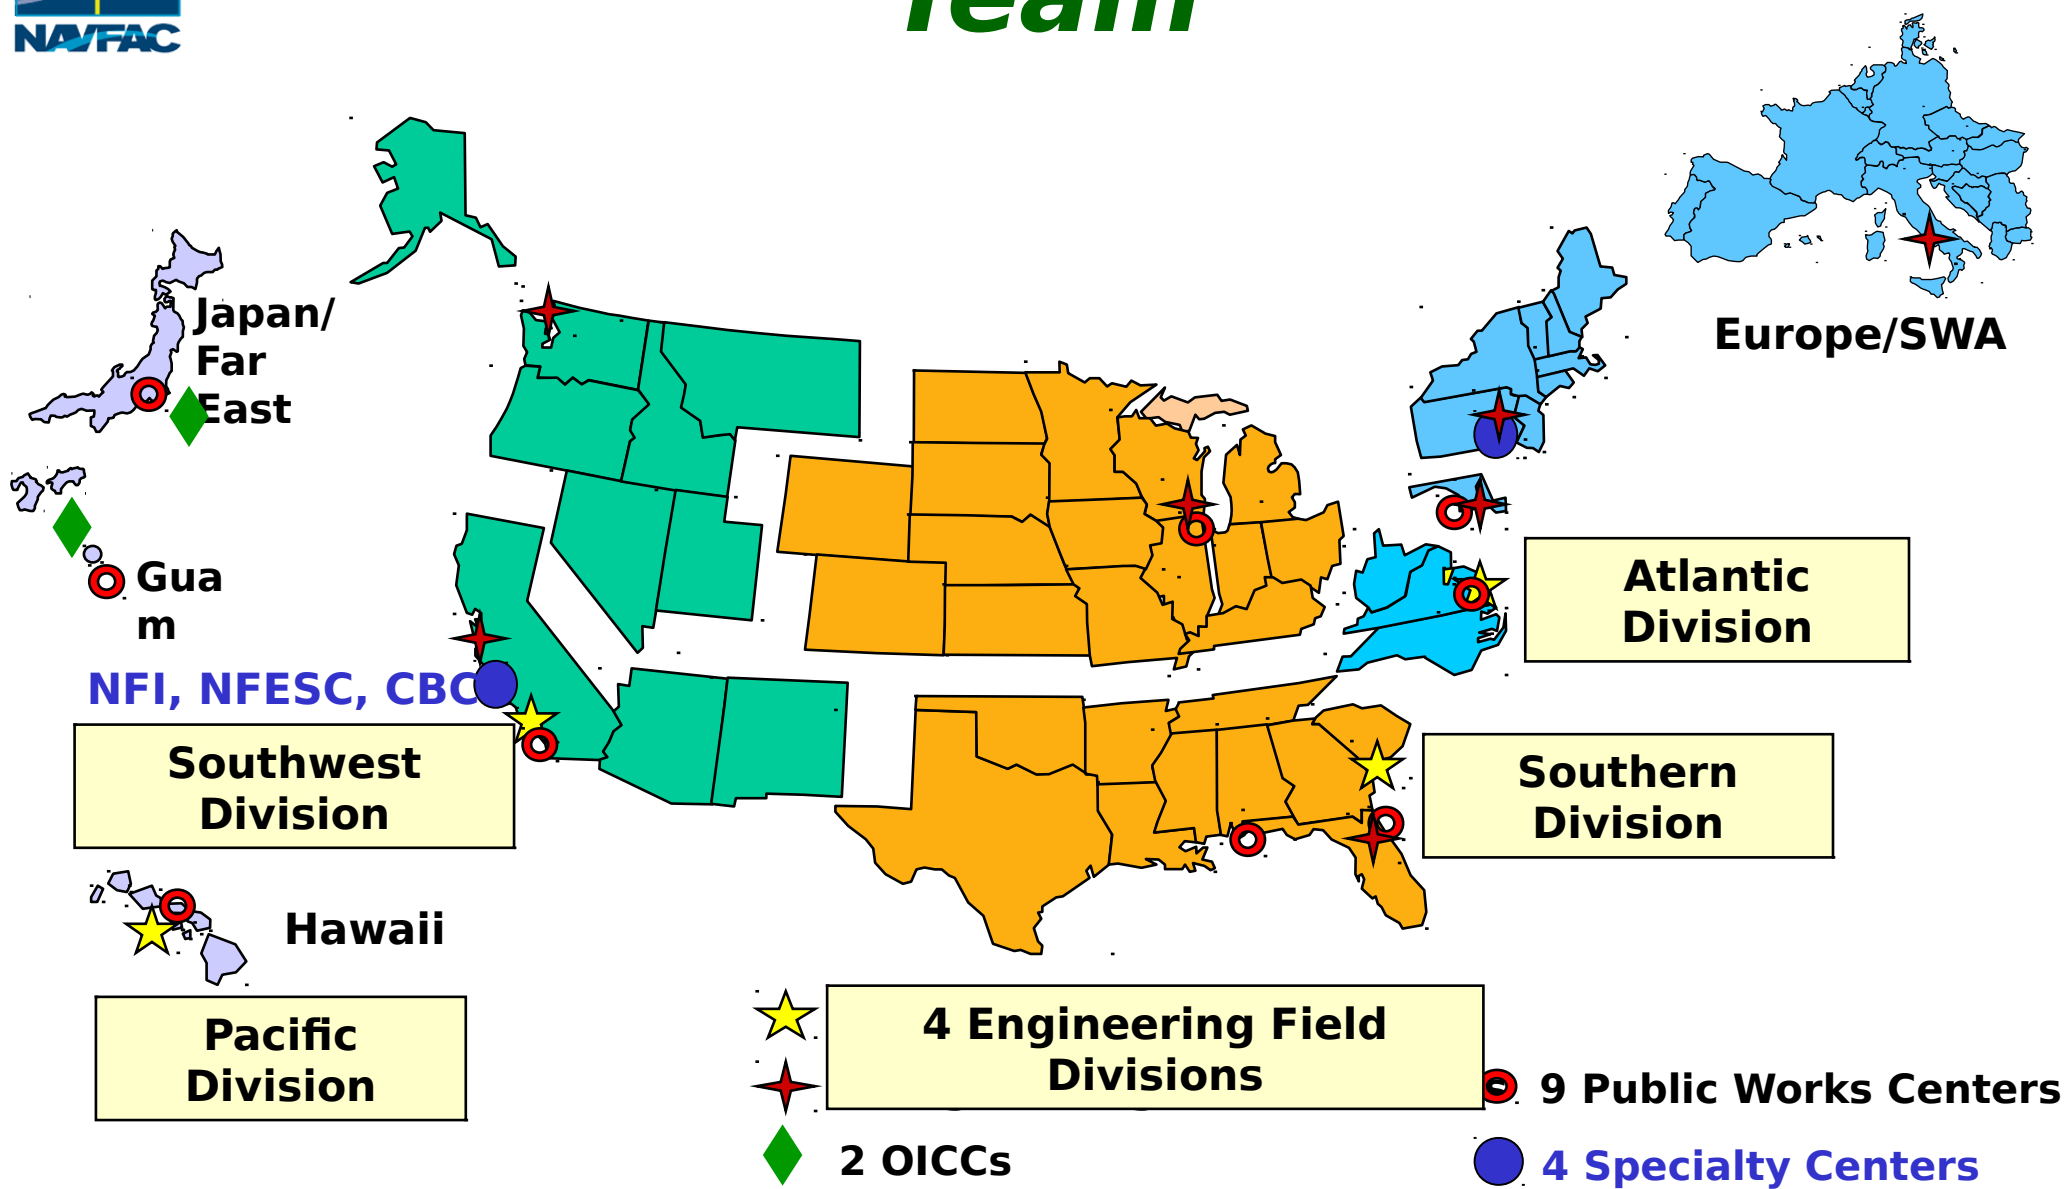 NAVFAC
Team
Japan/
Far
East
Europe/SWA
Gua
m
Atlantic
Division
NFI, NFESC, CBC
Southwest
Division
Southern
Division
Hawaii
Pacific
Division
4 Engineering Field
Divisions
9 Public Works Centers
2 OICCs
4 Specialty Centers